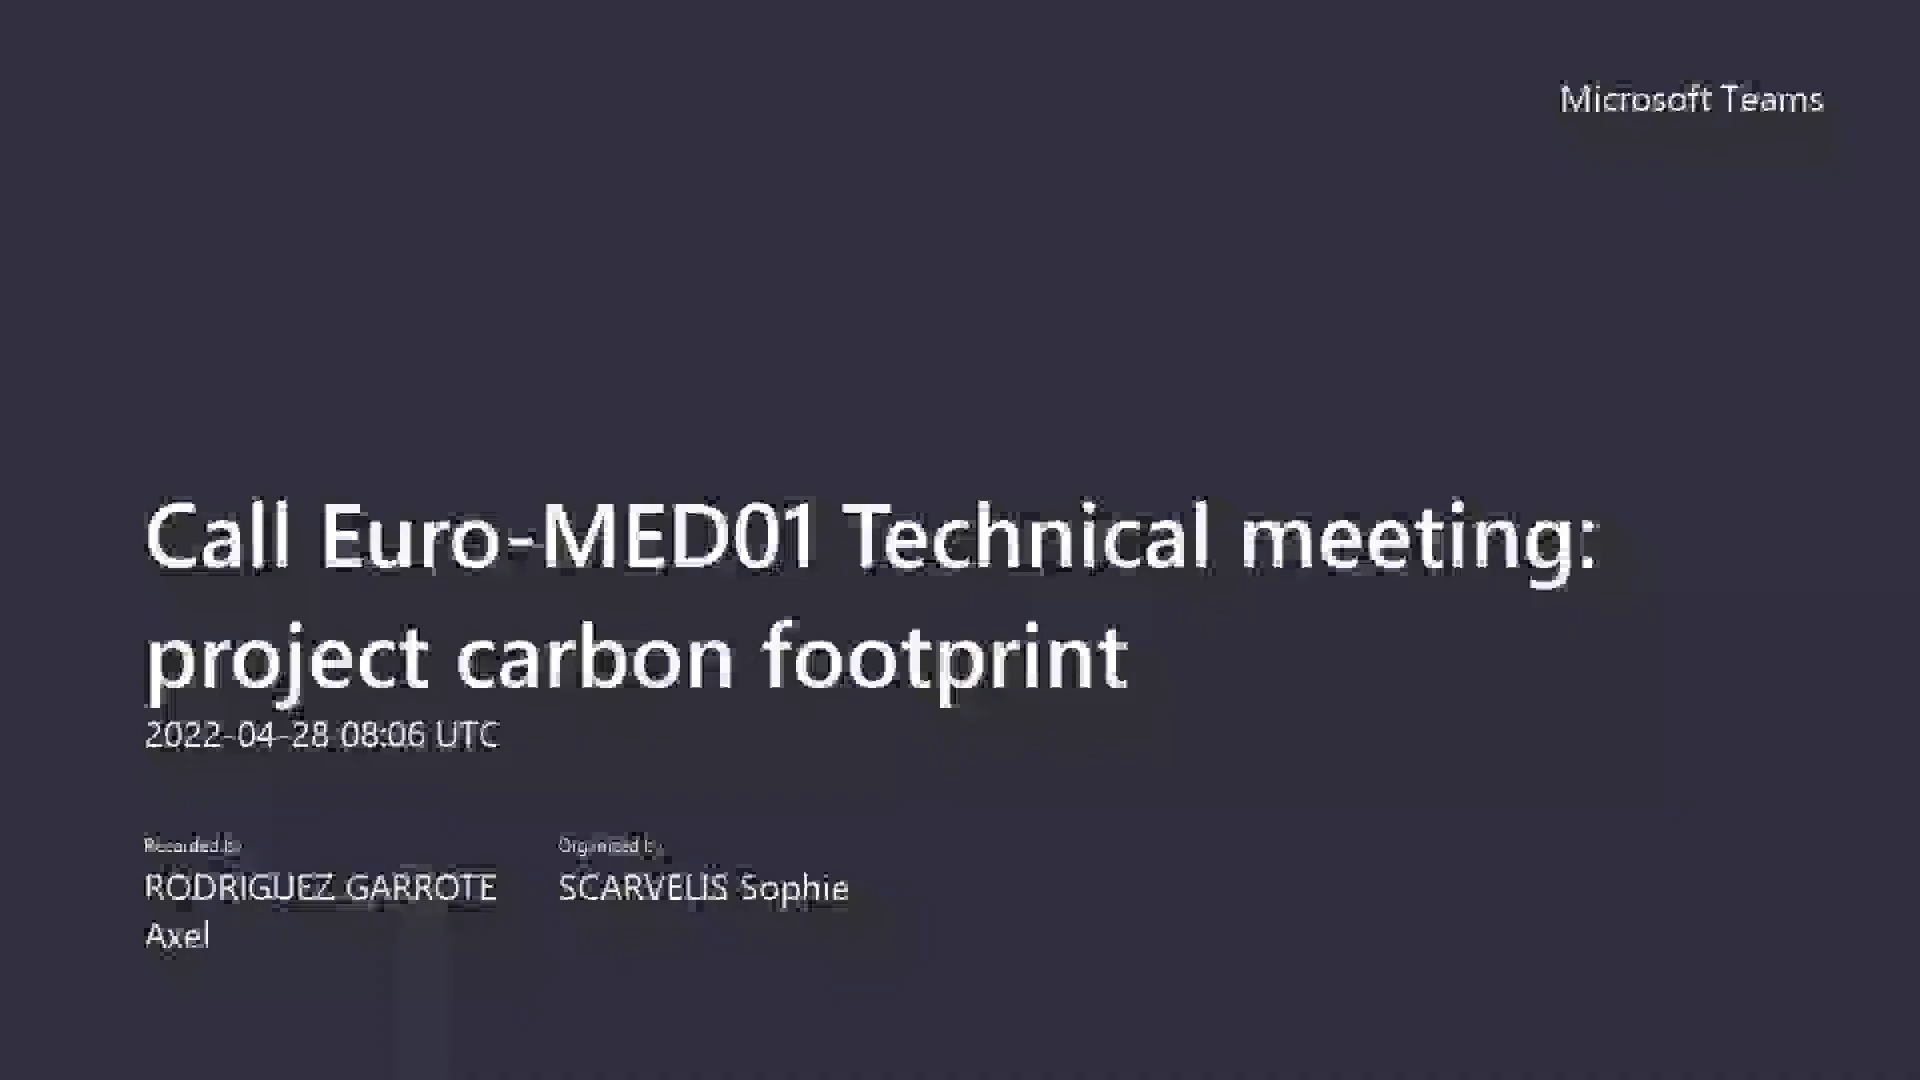 Microsoft Teams
Call Euro-MED01 Technical meeting:
project carbon footprint
2022-04-28 08:06 UTC
Recorded by
Organized by
RODRIGUEZ GARROTE
SCARVELIS Sophie
Axel